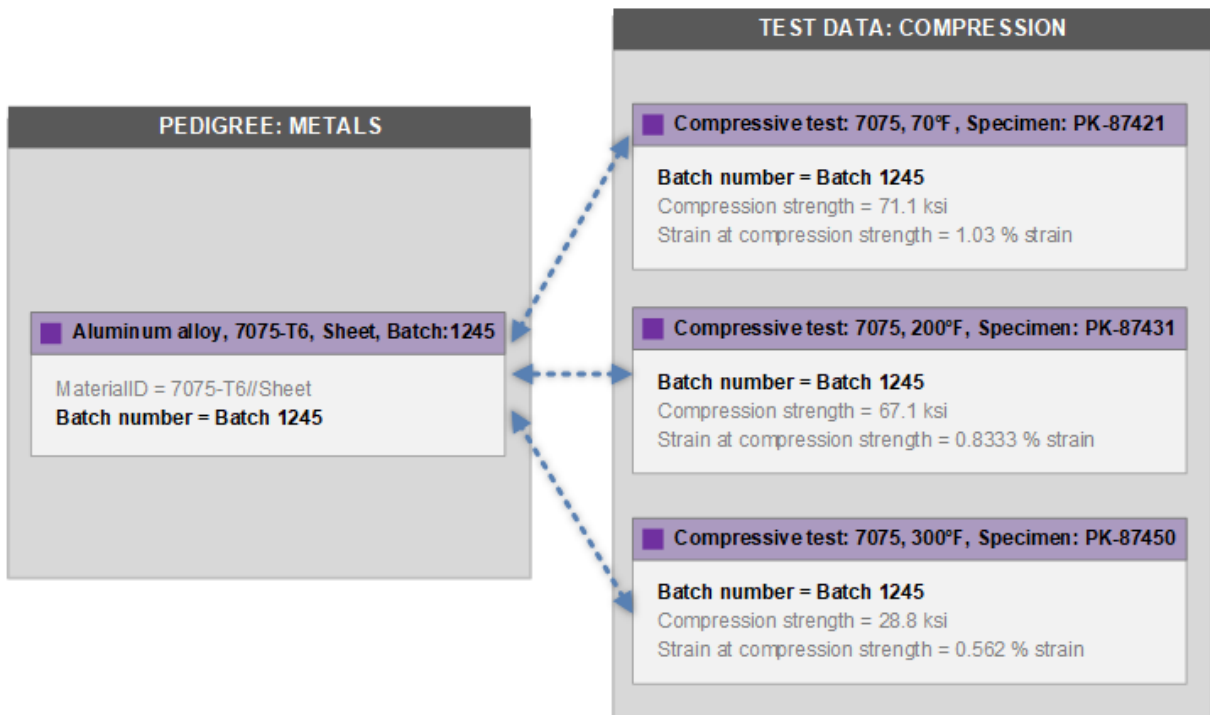 PEDIGREE: METALS
Aluminum alloy, 7075-T6, Sheet, Batch:1245
MaterialID = 7075-T6//Sheet
Batch number = Batch 1245
TEST DATA: COMPRESSION
Compressive test: 7075, 70°F, Specimen: PK-87421
Batch number = Batch 1245
Compression strength = 71.1 ksi
Strain at compression strength = 1.03 % strain
Compressive test: 7075, 200°F, Specimen: PK-87431
Batch number = Batch 1245
Compression strength = 67.1 ksi
Strain at compression strength = 0.8333 % strain
Compressive test: 7075, 300°F, Specimen: PK-87450
Batch number = Batch 1245
Compression strength = 28.8 ksi
Strain at compression strength = 0.562 % strain